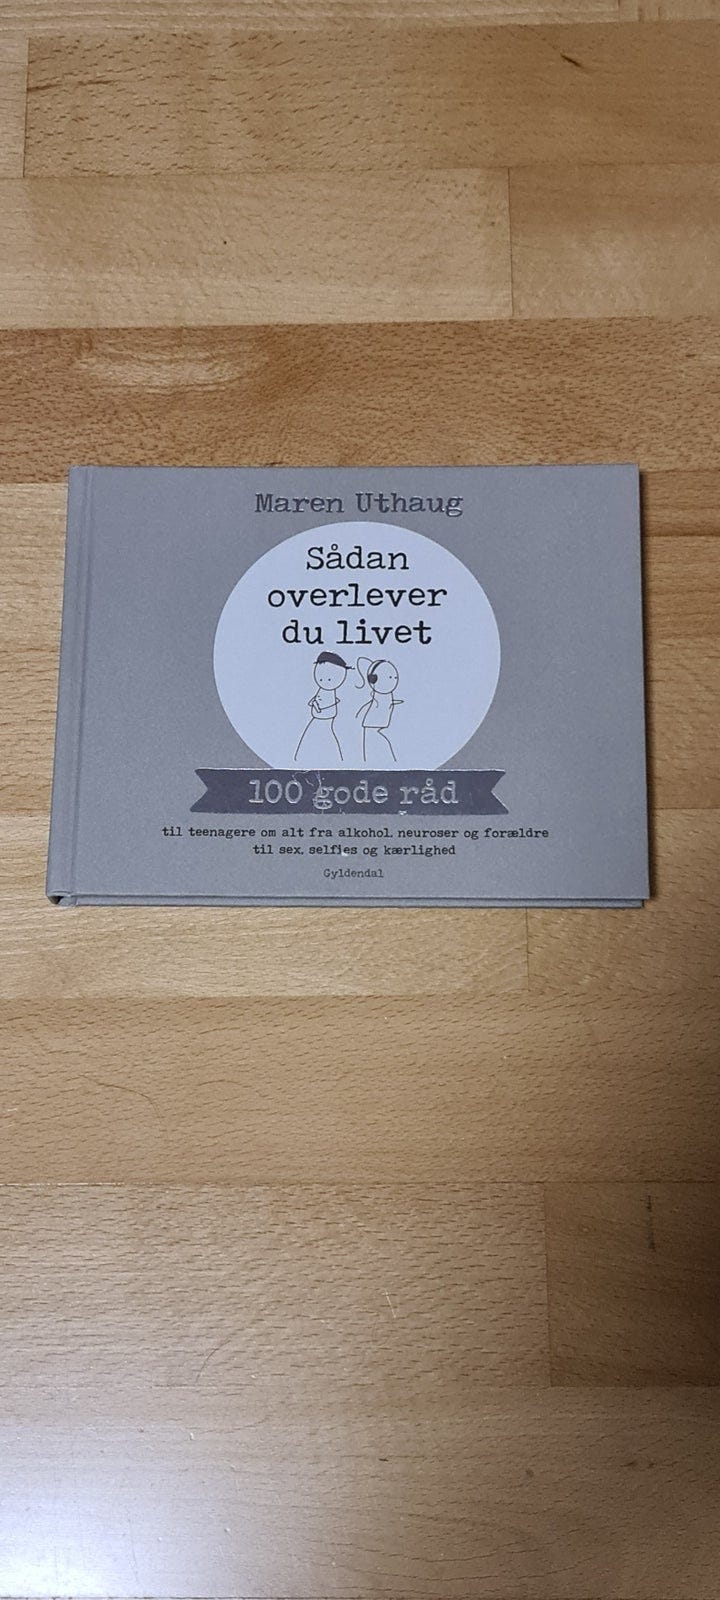 Maren Uthaug
Sådan
overlever
du livet
100 gode råd
til teenagere om alt fra alkohol, neuroser og forældre
til sex, selfies og kærlighed
Gyldendal